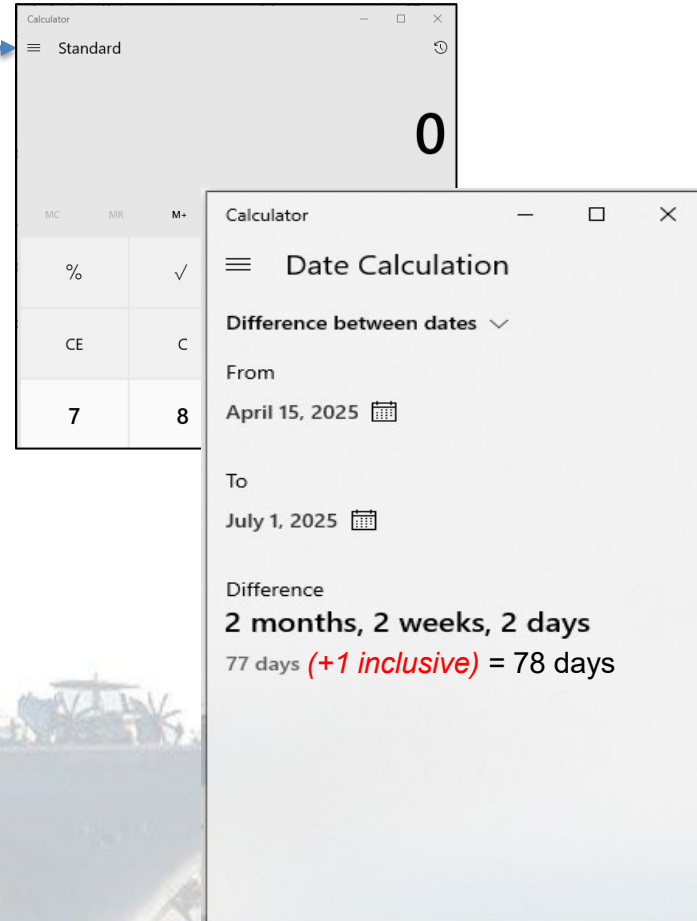 Calculator
Standard
0
MC MR M+
% √
CE C
7 8
Calculator
Date Calculation
Difference between dates
From
April 15, 2025
To
July 1, 2025
Difference
2 months, 2 weeks, 2 days
77 days (+1 inclusive) = 78 days